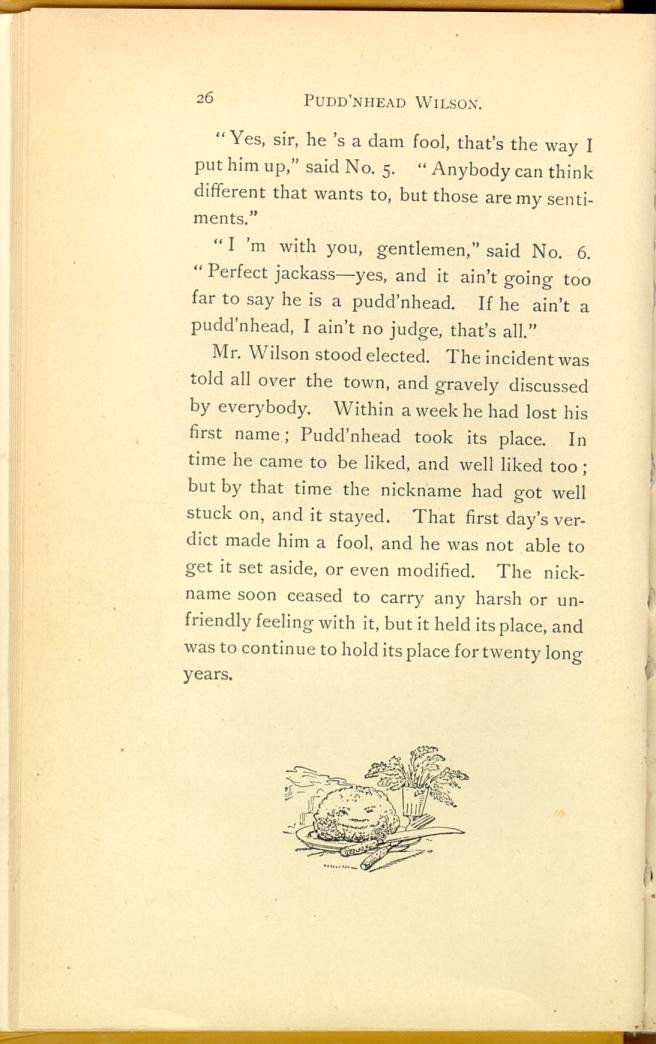 26 PUDD'NHEAD WILSON.
"Yes, sir, he 's a dam fool, that's the way I
put him up," said No. 5. "Anybody can think
different that wants to, but those are my senti-
ments."
"I 'm with you, gentlemen," said No. 6.
"Perfect jackass—yes, and it ain't going too
far to say he is a pudd'nhead. If he ain't a
pudd'nhead, I ain't no judge, that's all."
Mr. Wilson stood elected. The incident was
told all over the town, and gravely discussed
by everybody. Within a week he had lost his
first name; Pudd'nhead took its place. In
time he came to be liked, and well liked too;
but by that time the nickname had got well
stuck on, and it stayed. That first day's ver-
dict made him a fool, and he was not able to
get it set aside, or even modified. The nick-
name soon ceased to carry any harsh or un-
friendly feeling with it, but it held its place, and
was to continue to hold its place for twenty long
years.